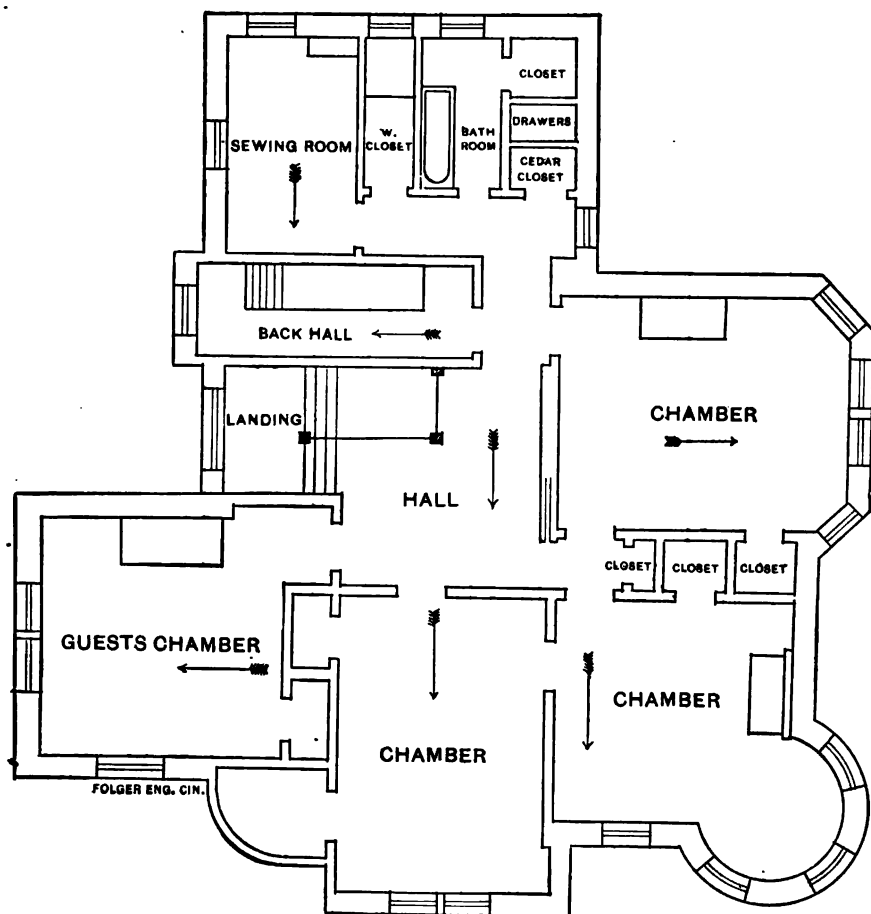 CLOSET
DRAWERS
W.
CLOSET
BATH
ROOM
SEWING ROOM
CEDAR
CLOSET
BACK HALL
LANDING
CHAMBER
HALL
CLOSET
CLOSET
CLOSET
GUESTS CHAMBER
CHAMBER
CHAMBER
FOLGER ENG. CIN.